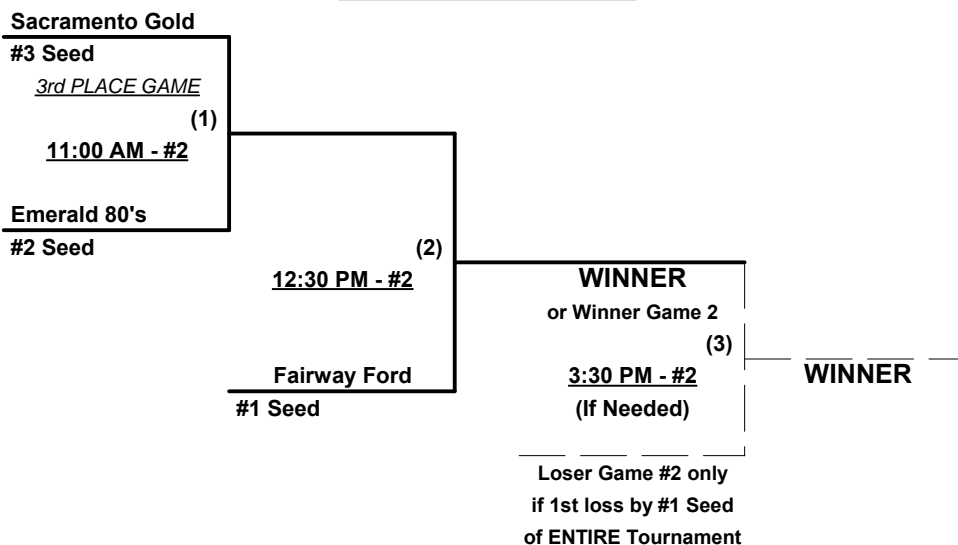 Sacramento Gold
#3 Seed
3rd PLACE GAME
(1)
11:00 AM - #2
Emerald 80's
#2 Seed
(2)
12:30 PM - #2
Fairway Ford
#1 Seed
WINNER
or Winner Game 2
(3)
3:30 PM - #2
(If Needed)
WINNER
Loser Game #2 only
if 1st loss by #1 Seed
of ENTIRE Tournament